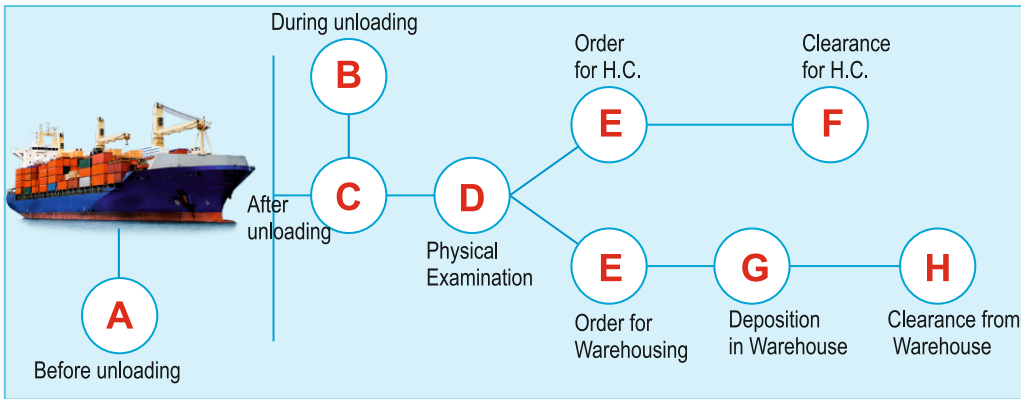 During unloading
B
Order
for H.C.
E
Clearance
for H.C.
F
After
unloading
C
D
Physical
Examination
A
Before unloading
E
Order for
Warehousing
G
Deposition
in Warehouse
H
Clearance from
Warehouse